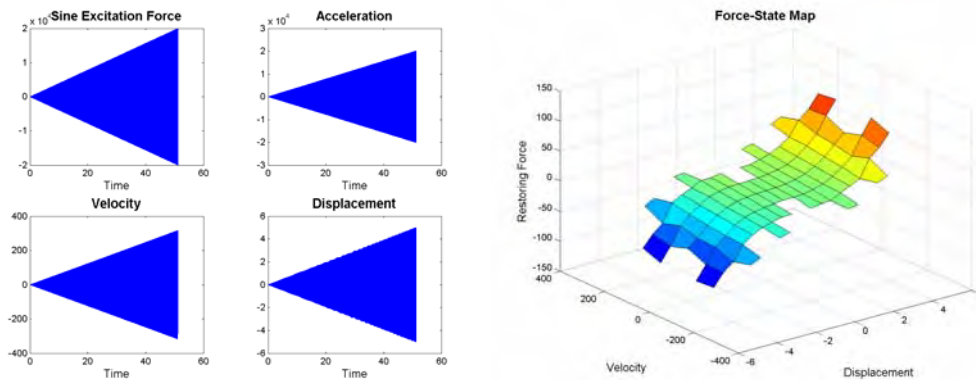 Sine Excitation Force
x 10
2
1
0
-1
-2
0 20 40 60
Time
Acceleration
x 10⁴
3
2
1
0
-1
-2
-3
0 20 40 60
Time
Velocity
400
200
0
-200
-400
0 20 40 60
Time
Displacement
6
4
2
0
-2
-4
-6
0 20 40 60
Time
Force-State Map
Restoring Force
150
100
50
0
-50
-100
-150
400
200
0
-200
-400
Velocity
-6
-4
-2
0
2
4
Displacement